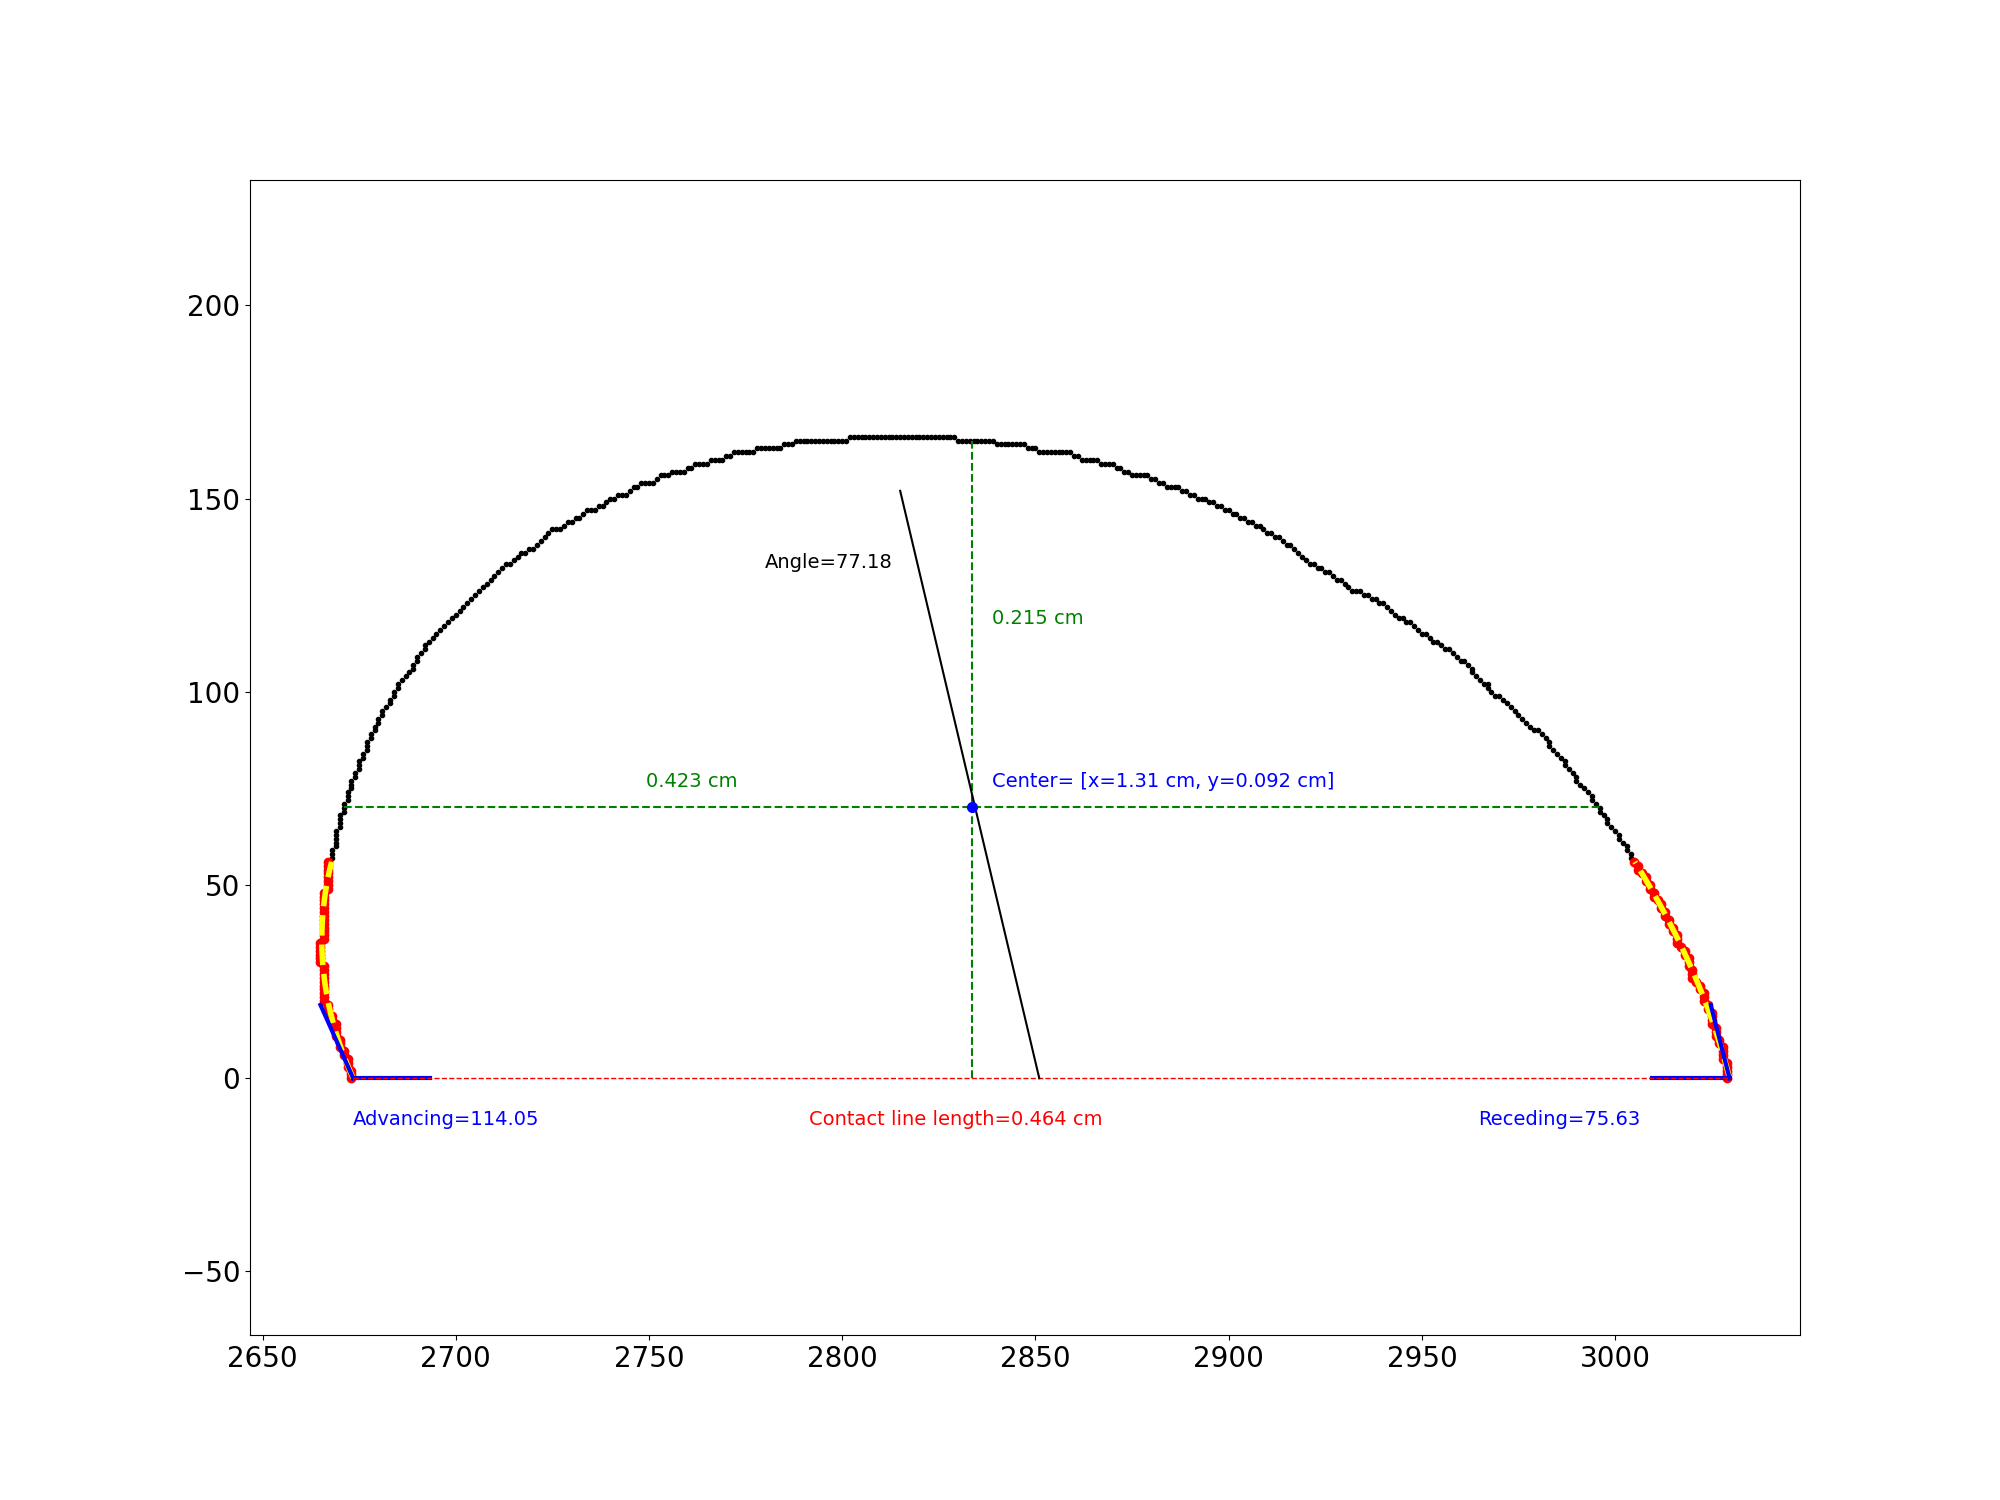 200
150
Angle=77.18
0.215 cm
100
0.423 cm
Center= [x=1.31 cm, y=0.092 cm]
50
0
Advancing=114.05
Contact line length=0.464 cm
Receding=75.63
−50
2650 2700 2750 2800 2850 2900 2950 3000